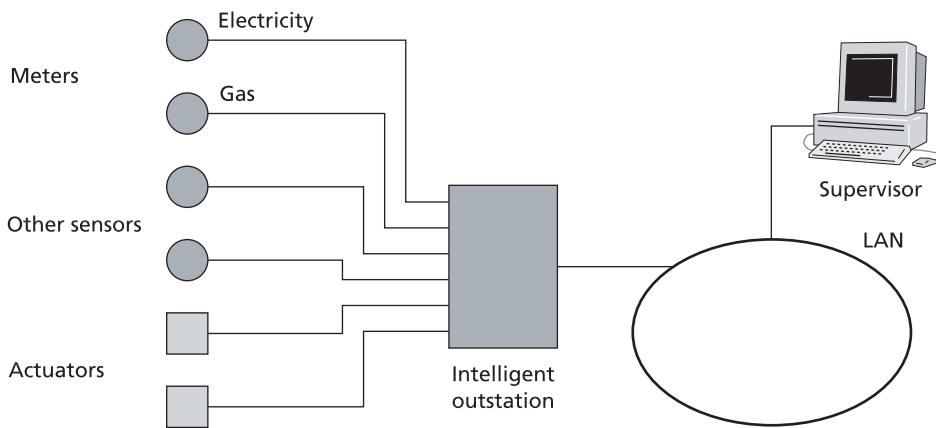 Electricity
Meters
Gas
Supervisor
Other sensors
LAN
Actuators
Intelligent
outstation